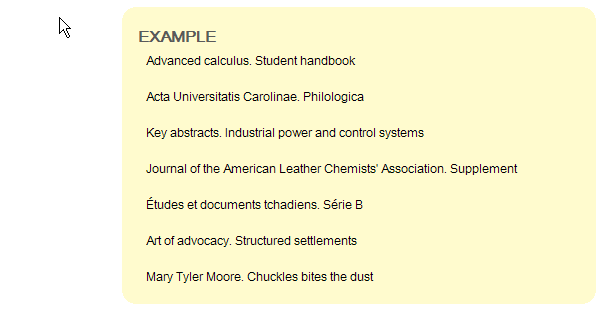 EXAMPLE
Advanced calculus. Student handbook
Acta Universitatis Carolinae. Philologica
Key abstracts. Industrial power and control systems
Journal of the American Leather Chemists' Association. Supplement
Études et documents tchadiens. Série B
Art of advocacy. Structured settlements
Mary Tyler Moore. Chuckles bites the dust